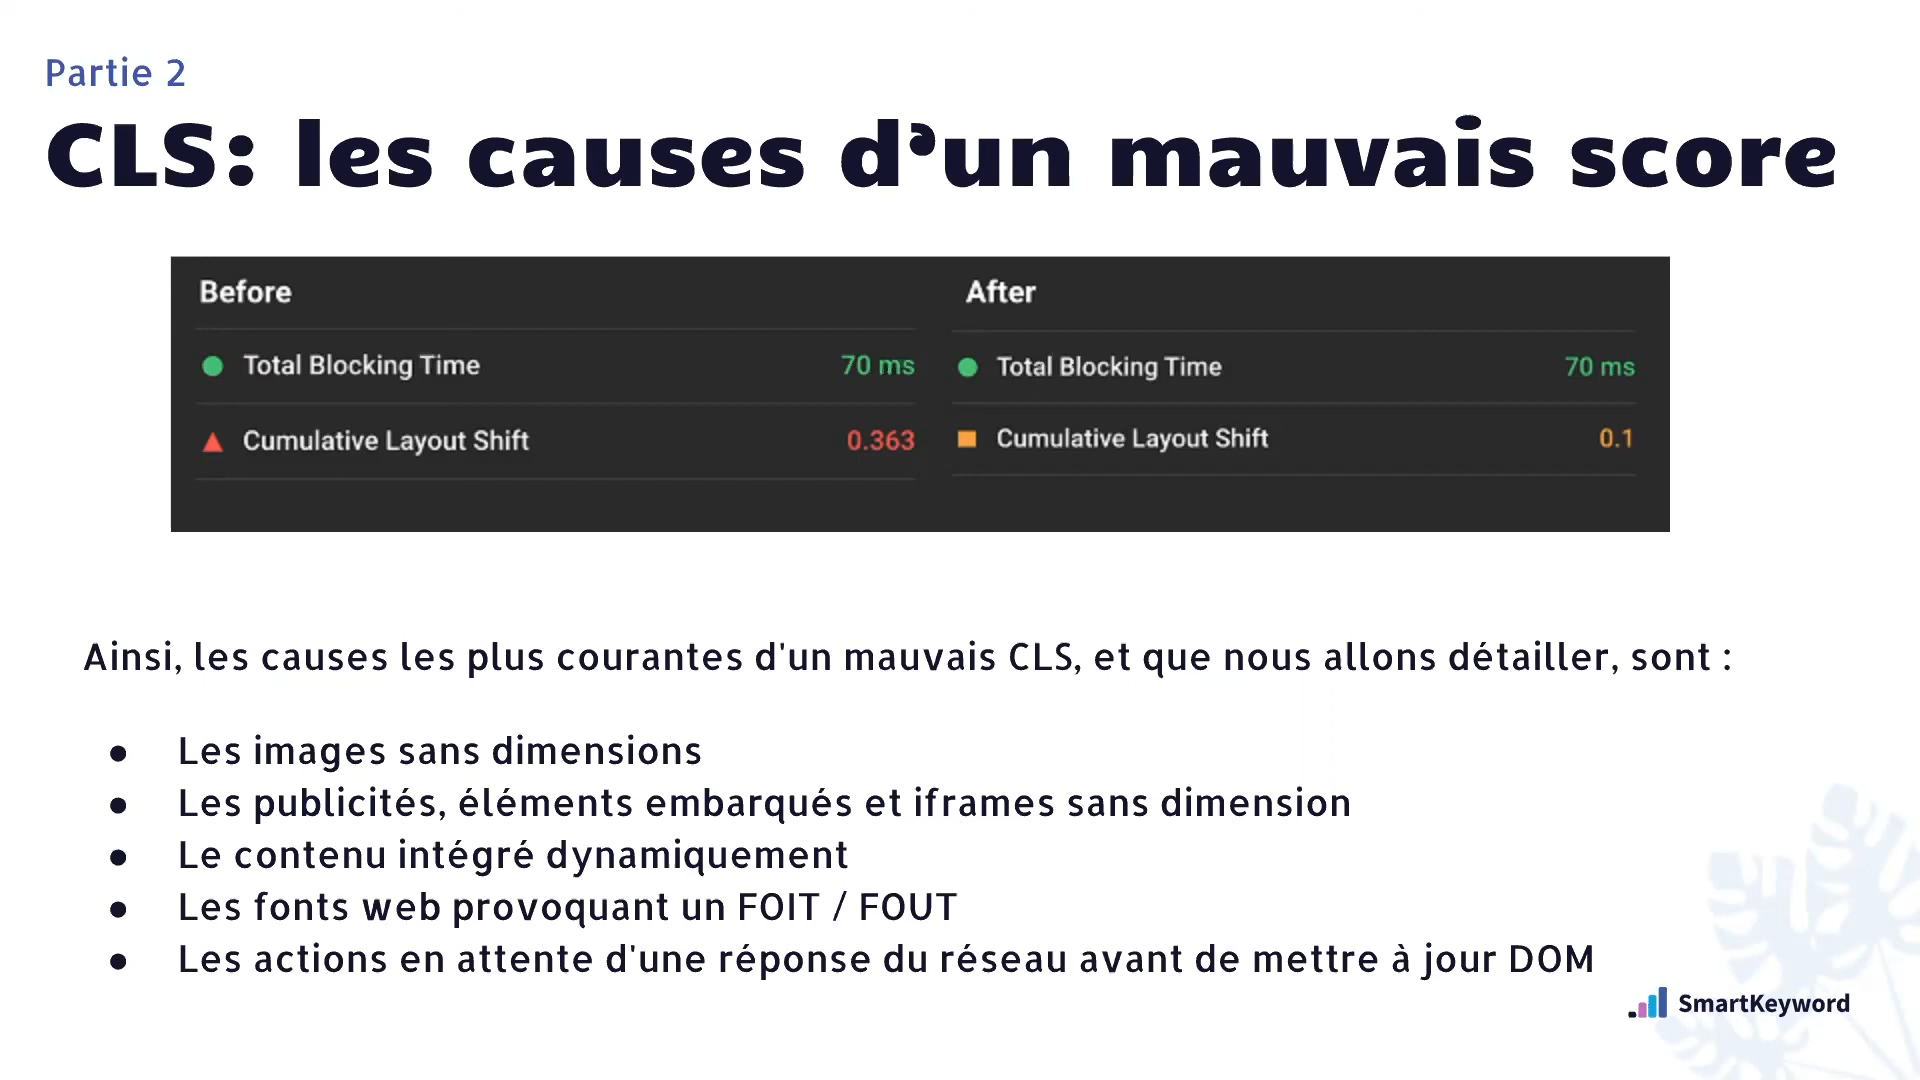 Partie 2
CLS: les causes d’un mauvais score
Before
Total Blocking Time 70 ms
Cumulative Layout Shift 0.363
After
Total Blocking Time 70 ms
Cumulative Layout Shift 0.1
Ainsi, les causes les plus courantes d'un mauvais CLS, et que nous allons détailler, sont :
● Les images sans dimensions
● Les publicités, éléments embarqués et iframes sans dimension
● Le contenu intégré dynamiquement
● Les fonts web provoquant un FOIT / FOUT
● Les actions en attente d'une réponse du réseau avant de mettre à jour DOM
SmartKeyword